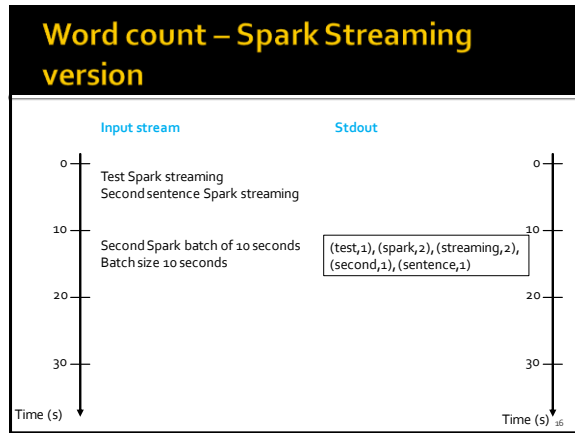 Word count – Spark Streaming
version
Input stream
Stdout
0
0
Test Spark streaming
Second sentence Spark streaming
10
10
Second Spark batch of 10 seconds
Batch size 10 seconds
(test,1), (spark,2), (streaming,2),
(second,1), (sentence,1)
20
20
30
30
Time (s)
Time (s)
16